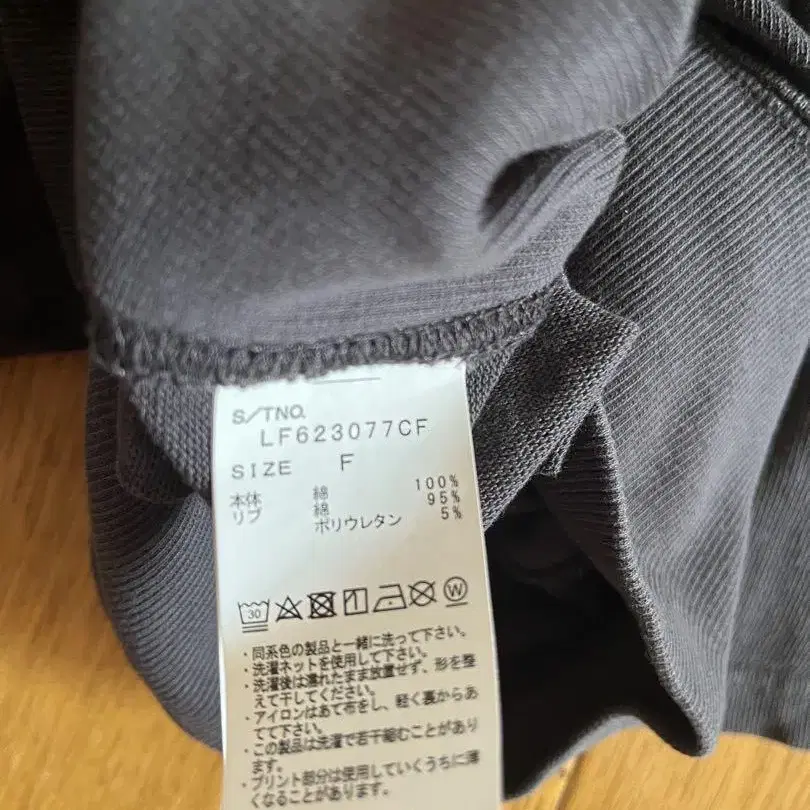 S/TNO.
LF623077CF
SIZE F
本体 綿 100%
リブ 綿 95%
ポリウレタン 5%
30 W
・同系色の製品と一緒に洗って下さい。
・洗濯ネットを使用して下さい。
・洗濯後は濡れたまま放置せず、形を整
えて干してください。
・アイロンはあて布をし、軽く裏からあ
てて下さい。
・この製品は洗濯で若干縮むことがあり
ます。
・プリント部分は使用していくうちに薄
くなることがあります。